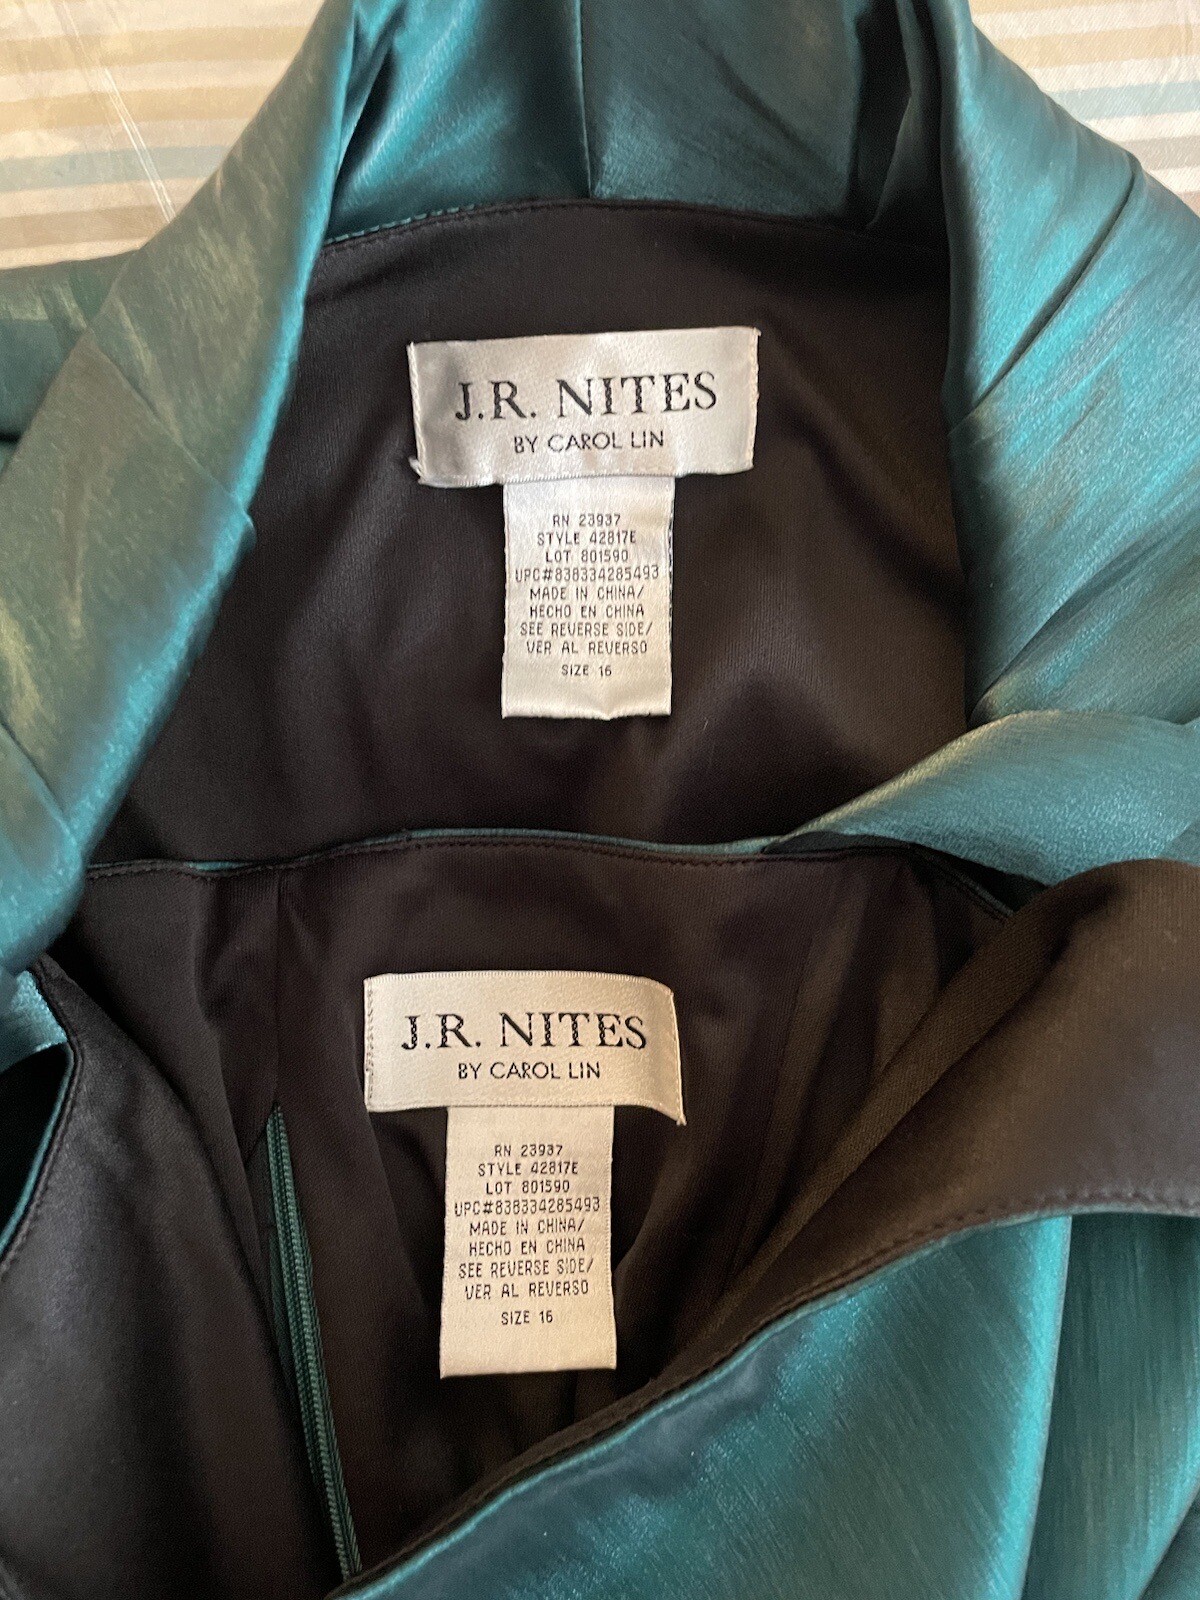 J.R. NITES
BY CAROL LIN
RN 23937
STYLE 42817E
LOT 801590
UPC#838334285493
MADE IN CHINA/
HECHO EN CHINA
SEE REVERSE SIDE/
VER AL REVERSO
SIZE 16
J.R. NITES
BY CAROL LIN
RN 23937
STYLE 42817E
LOT 801590
UPC#838334285493
MADE IN CHINA/
HECHO EN CHINA
SEE REVERSE SIDE/
VER AL REVERSO
SIZE 16